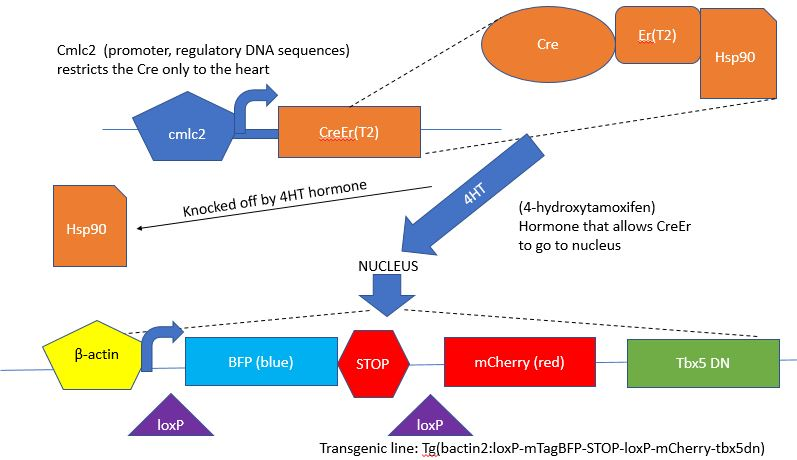 Cmlc2  (promoter, regulatory DNA sequences)
restricts the Cre only to the heart
Cre
Er(T2)
Hsp90
cmlc2
CreEr(T2)
Knocked off by 4HT hormone
Hsp90
4HT
(4-hydroxytamoxifen)
Hormone that allows CreEr
to go to nucleus
NUCLEUS
β-actin
BFP (blue)
STOP
mCherry (red)
Tbx5 DN
loxP
loxP
Transgenic line: Tg(bactin2:loxP-mTagBFP-STOP-loxP-mCherry-tbx5dn)